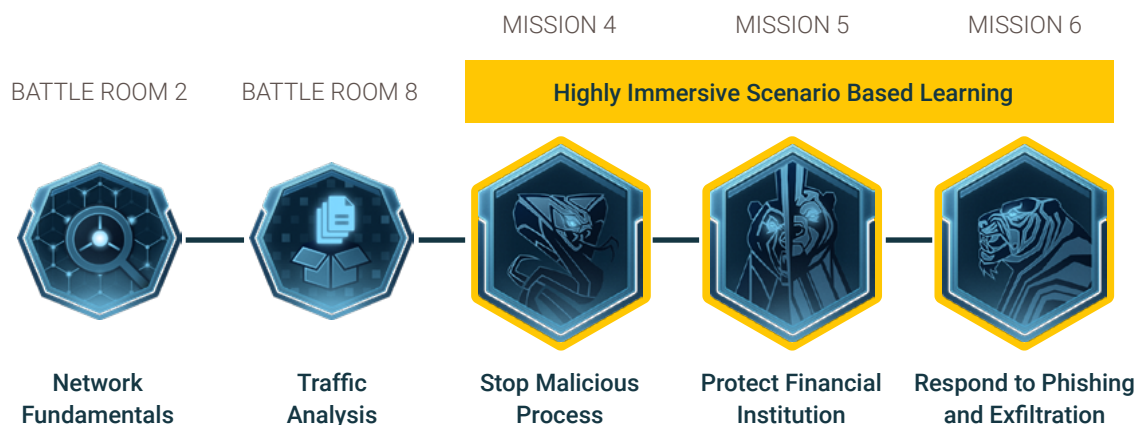 MISSION 4
MISSION 5
MISSION 6
BATTLE ROOM 2
BATTLE ROOM 8
Highly Immersive Scenario Based Learning
Network
Fundamentals
Traffic
Analysis
Stop Malicious
Process
Protect Financial
Institution
Respond to Phishing
and Exfiltration